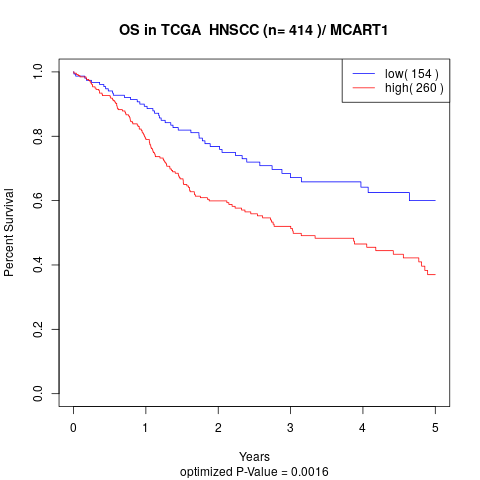 OS in TCGA  HNSCC (n= 414 )/ MCART1
low( 154 )
high( 260 )
1.0
0.8
0.6
0.4
0.2
0.0
Percent Survival
0 1 2 3 4 5
Years
optimized P-Value = 0.0016